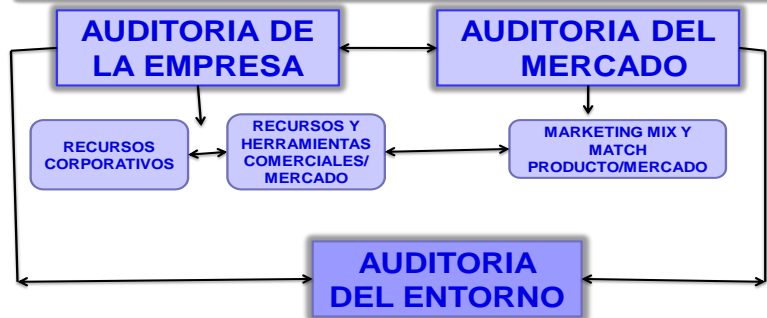 AUDITORIA DE
LA EMPRESA
AUDITORIA DEL
MERCADO
RECURSOS
CORPORATIVOS
RECURSOS Y
HERRAMIENTAS
COMERCIALES/
MERCADO
MARKETING MIX Y
MATCH
PRODUCTO/MERCADO
AUDITORIA
DEL ENTORNO